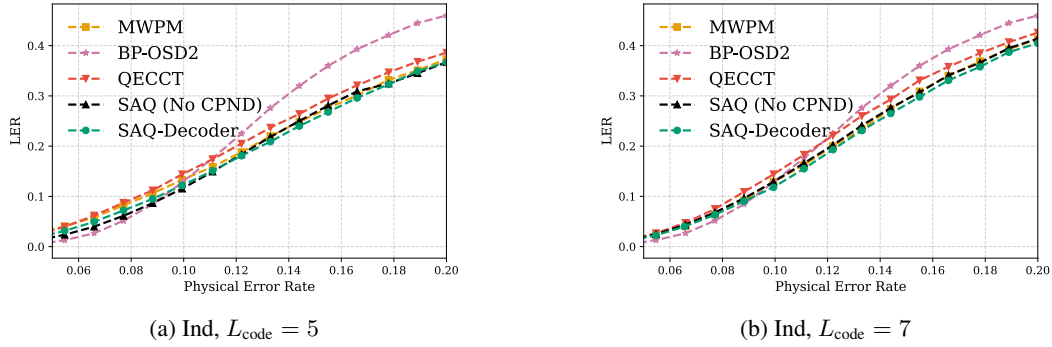 MWPM
BP-OSD2
QECCT
SAQ (No CPND)
SAQ-Decoder
LER
0.4
0.3
0.2
0.1
0.0
0.06 0.08 0.10 0.12 0.14 0.16 0.18 0.20
Physical Error Rate
(a) Ind, L_code = 5
MWPM
BP-OSD2
QECCT
SAQ (No CPND)
SAQ-Decoder
LER
0.4
0.3
0.2
0.1
0.0
0.06 0.08 0.10 0.12 0.14 0.16 0.18 0.20
Physical Error Rate
(b) Ind, L_code = 7